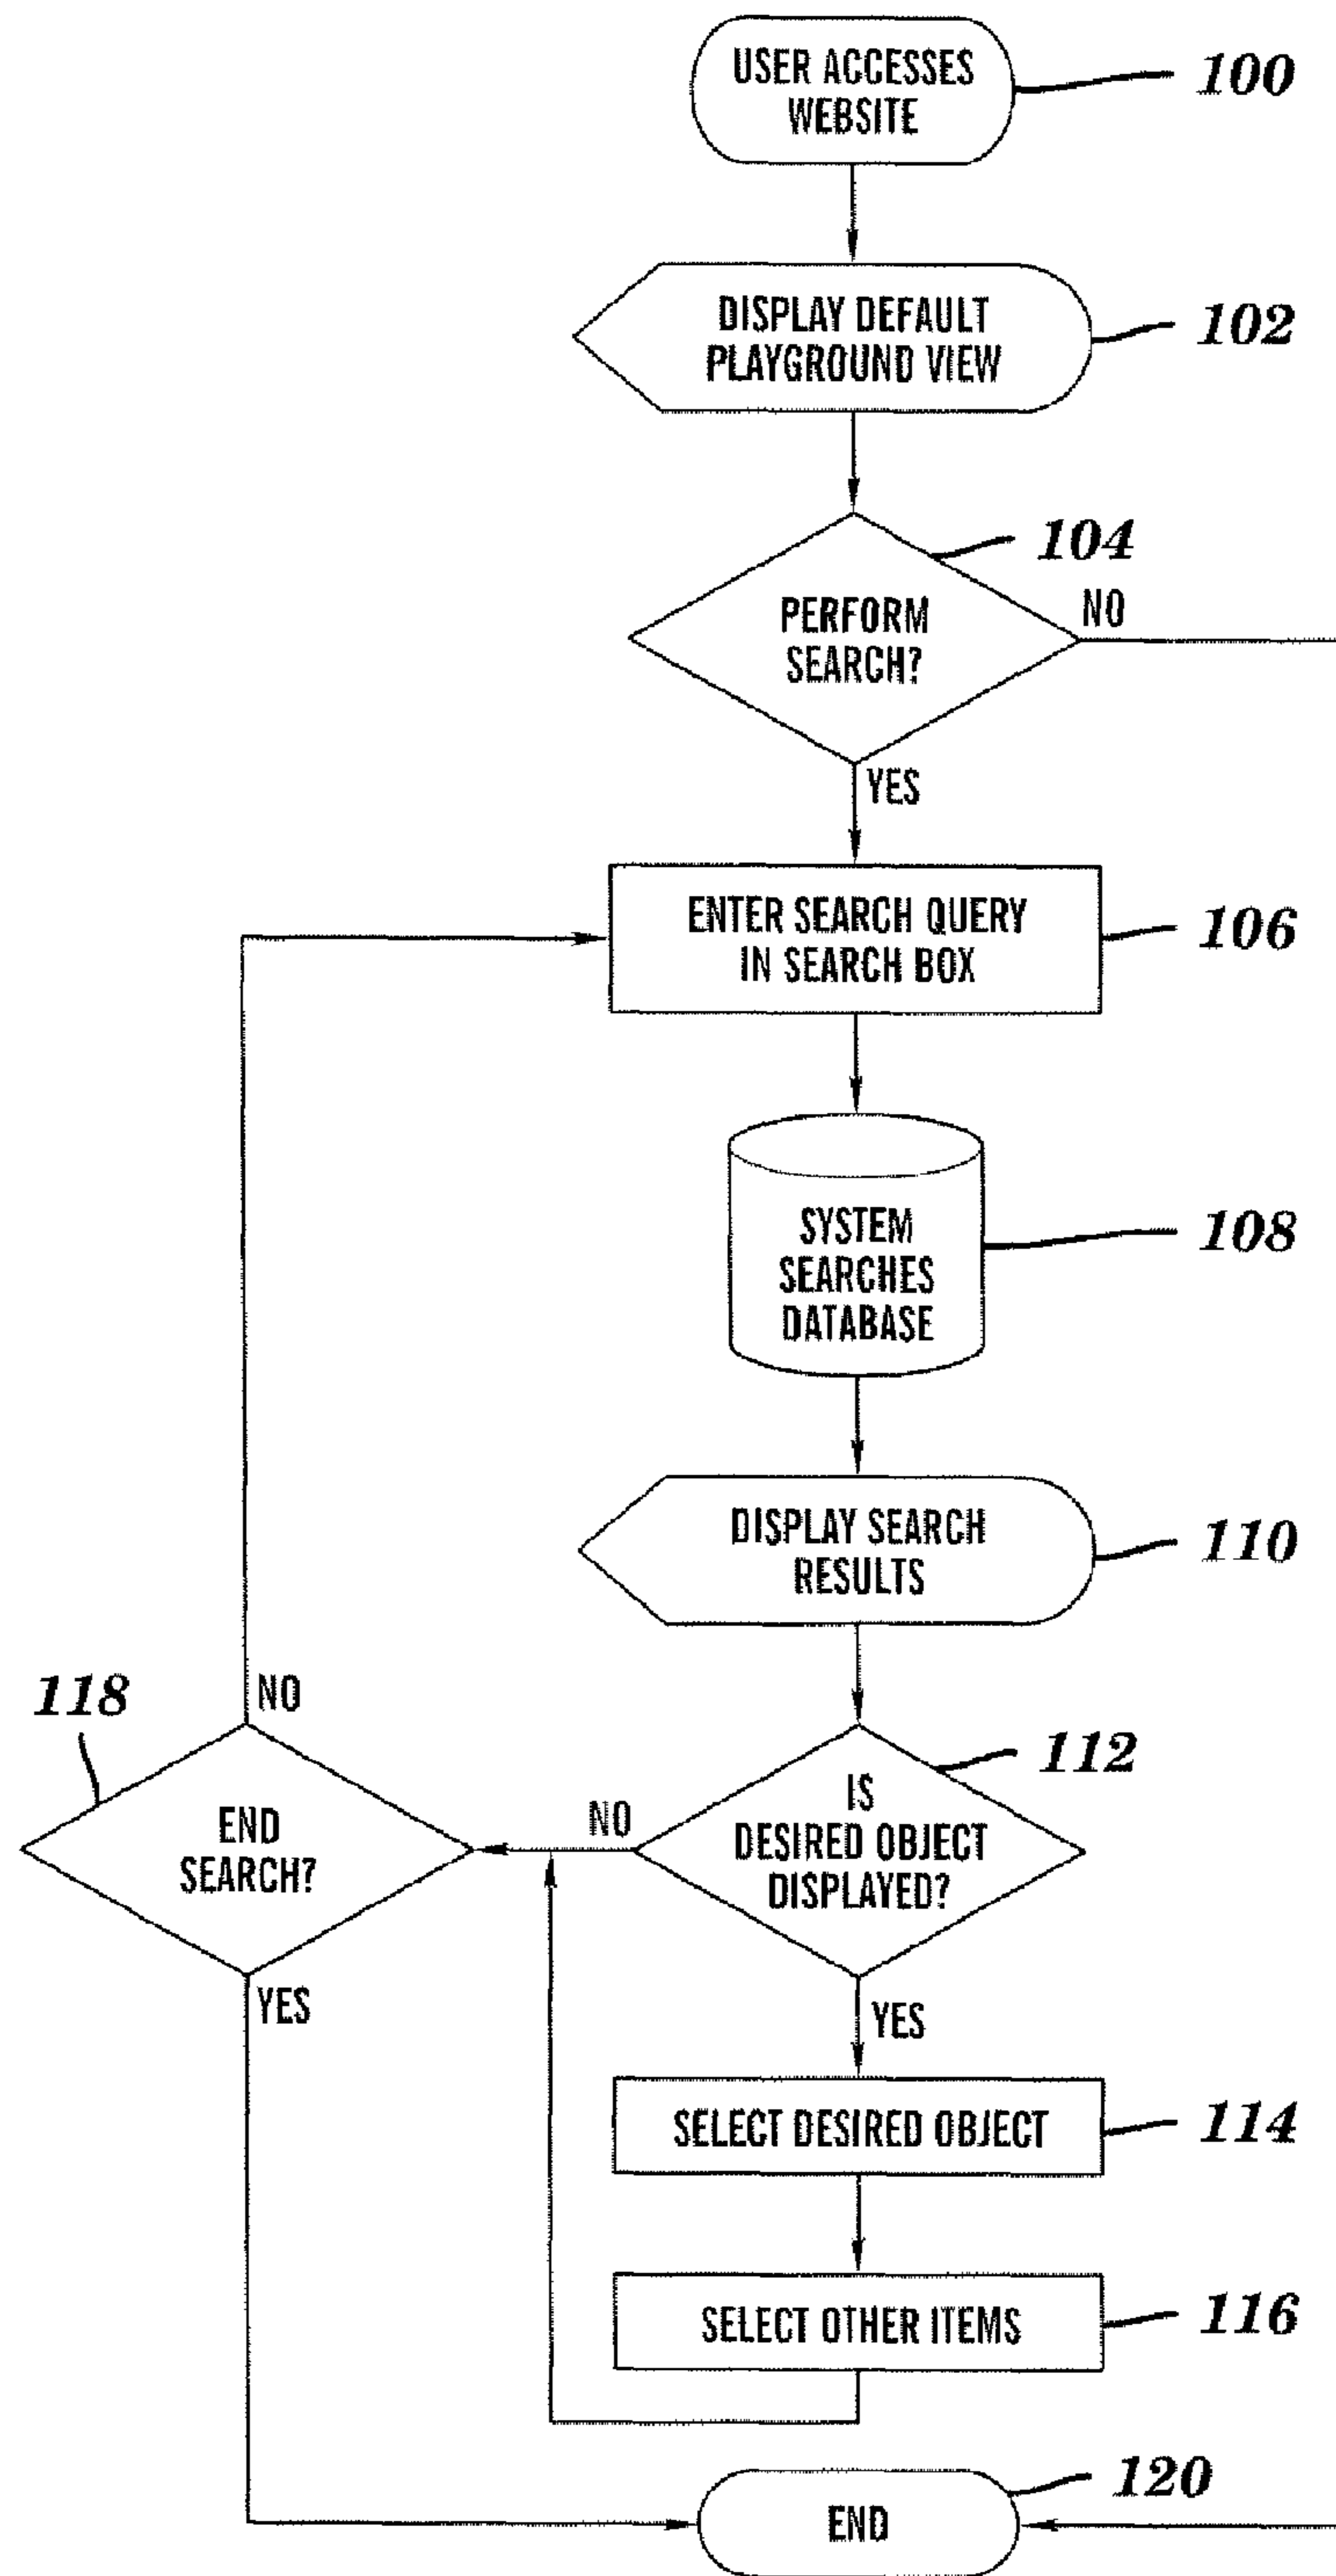 USER ACCESSES
WEBSITE
100
DISPLAY DEFAULT
PLAYGROUND VIEW
102
104
PERFORM
SEARCH?
NO
YES
ENTER SEARCH QUERY
IN SEARCH BOX
106
SYSTEM
SEARCHES
DATABASE
108
DISPLAY SEARCH
RESULTS
110
118
NO
END
SEARCH?
YES
112
NO
IS
DESIRED OBJECT
DISPLAYED?
YES
SELECT DESIRED OBJECT
114
SELECT OTHER ITEMS
116
120
END